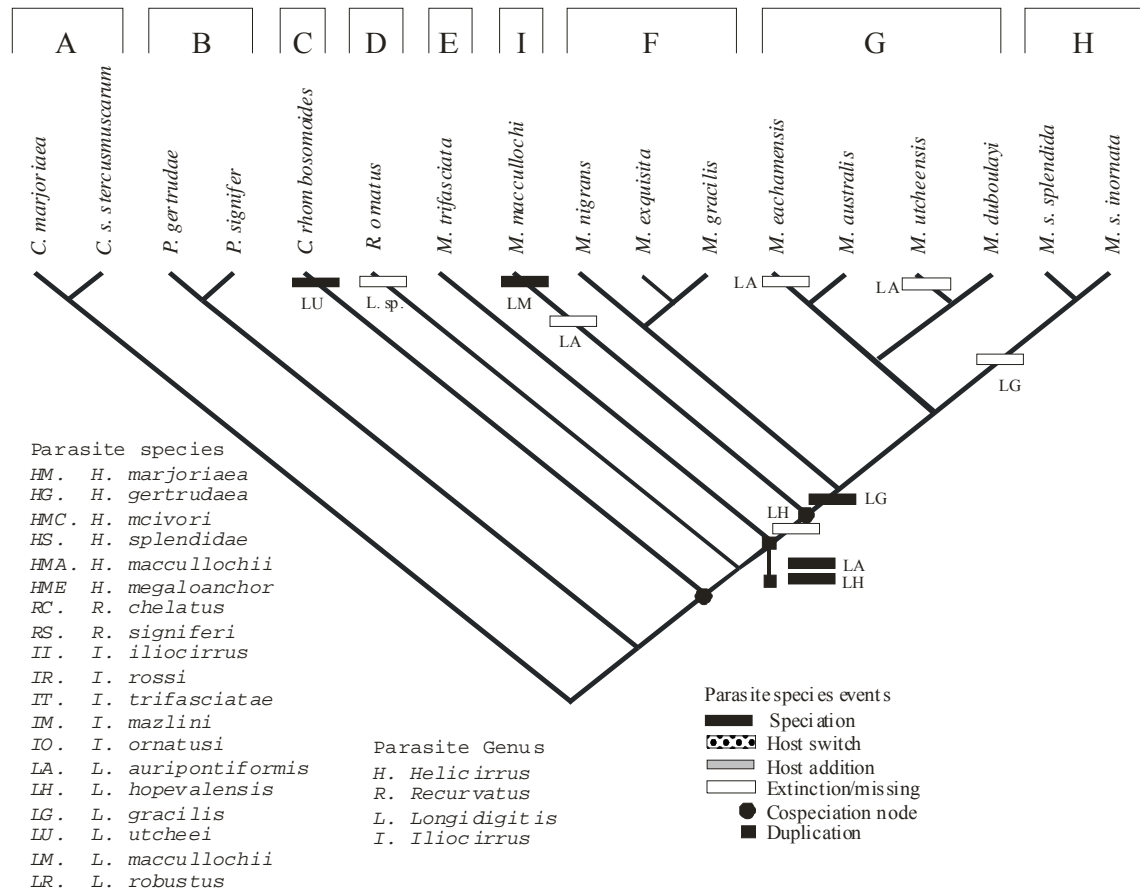 A B C D E I F G H
C. marjoriaea
C. s. stercusmuscarum
P. gertrudae
P. signifer
C rhombosomoides
R ornatus
M. trifasciata
M. maccullochi
M. nigrans
M. exquisita
M. gracilis
M. eachamensis
M. australis
M. utcheensis
M. duboulayi
M. s. splendida
M. s. inornata
LU
L. sp.
LM
LA
LA
LA
LG
LG
LH
LA
LH
Parasite species
HM. H. marjoriaea
HG. H. gertrudaea
HMC. H. mcivori
HS. H. splendidae
HMA. H. maccullochii
HME H. megaloanchor
RC. R. chelatus
RS. R. signiferi
II. I. iliocirrus
IR. I. rossi
IT. I. trifasciatae
IM. I. mazlini
IO. I. ornatusi
LA. L. auripontiformis
LH. L. hopevalensis
LG. L. gracilis
LU. L. utcheei
LM. L. maccullochii
LR. L. robustus
Parasite Genus
H. Helicirrus
R. Recurvatus
L. Longidigitis
I. Iliocirrus
Parasite species events
Speciation
Host switch
Host addition
Extinction/missing
Cospeciation node
Duplication